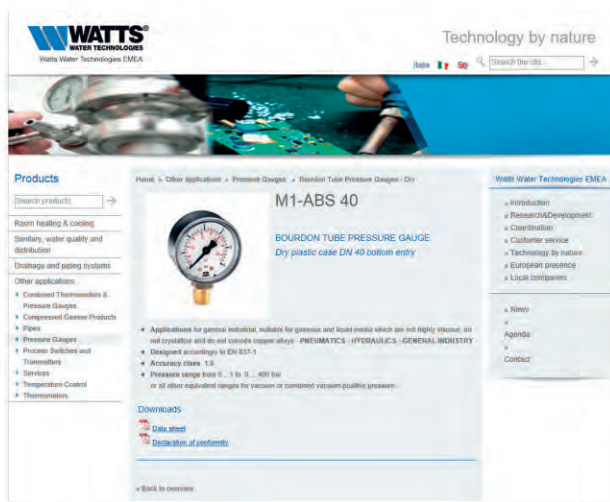 WATTS®
WATER TECHNOLOGIES
Watts Water Technologies EMEA
Technology by nature
Italia
Search the site...
Products
Search products
Room heating & cooling
Sanitary, water quality and
distribution
Drainage and piping systems
Other applications
Combined Thermometers &
Pressure Gauges
Compressed Gasser Products
Pipes
Pressure Gauges
Process Switches and
Transmitters
Services
Temperature Control
Thermometers
Home » Other applications » Pressure Gauges » Bourdon Tube Pressure Gauges - Dry
M1-ABS 40
BOURDON TUBE PRESSURE GAUGE
Dry plastic case DN 40 bottom entry
Applications for general industrial, suitable for gaseous and liquid media which are not highly viscous, do
not crystallize and do not corrode copper alloys - PNEUMATICS - HYDRAULICS - GENERAL INDUSTRY
Designed accordingly to EN 837-1
Accuracy class 1.6
Pressure range from 0... 1 to 0... 400 bar
or all other equivalent ranges for vacuum or combined vacuum-positive pressure.
Downloads
Data sheet
Declaration of conformity
» Back to overview
Watts Water Technologies EMEA
» Introduction
» Research&Development
» Coordination
» Customer service
» Technology by nature
» European presence
» Local companies
» News
»
Agenda
»
Contact